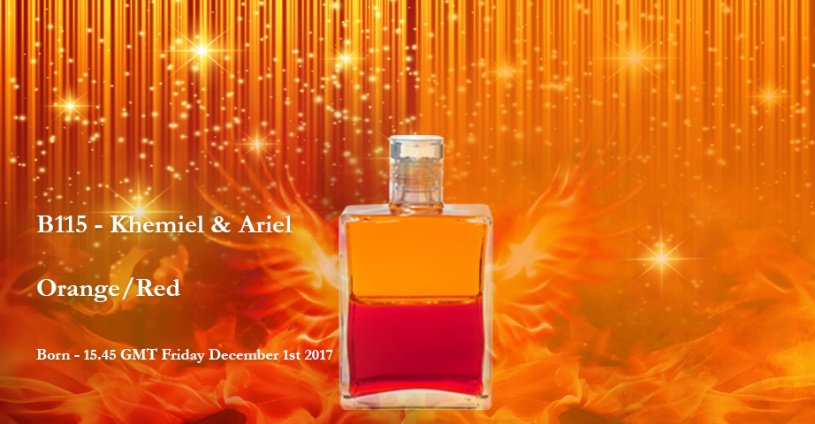 B115 - Khemiel & Ariel
Orange/Red
Born - 15.45 GMT Friday December 1st 2017